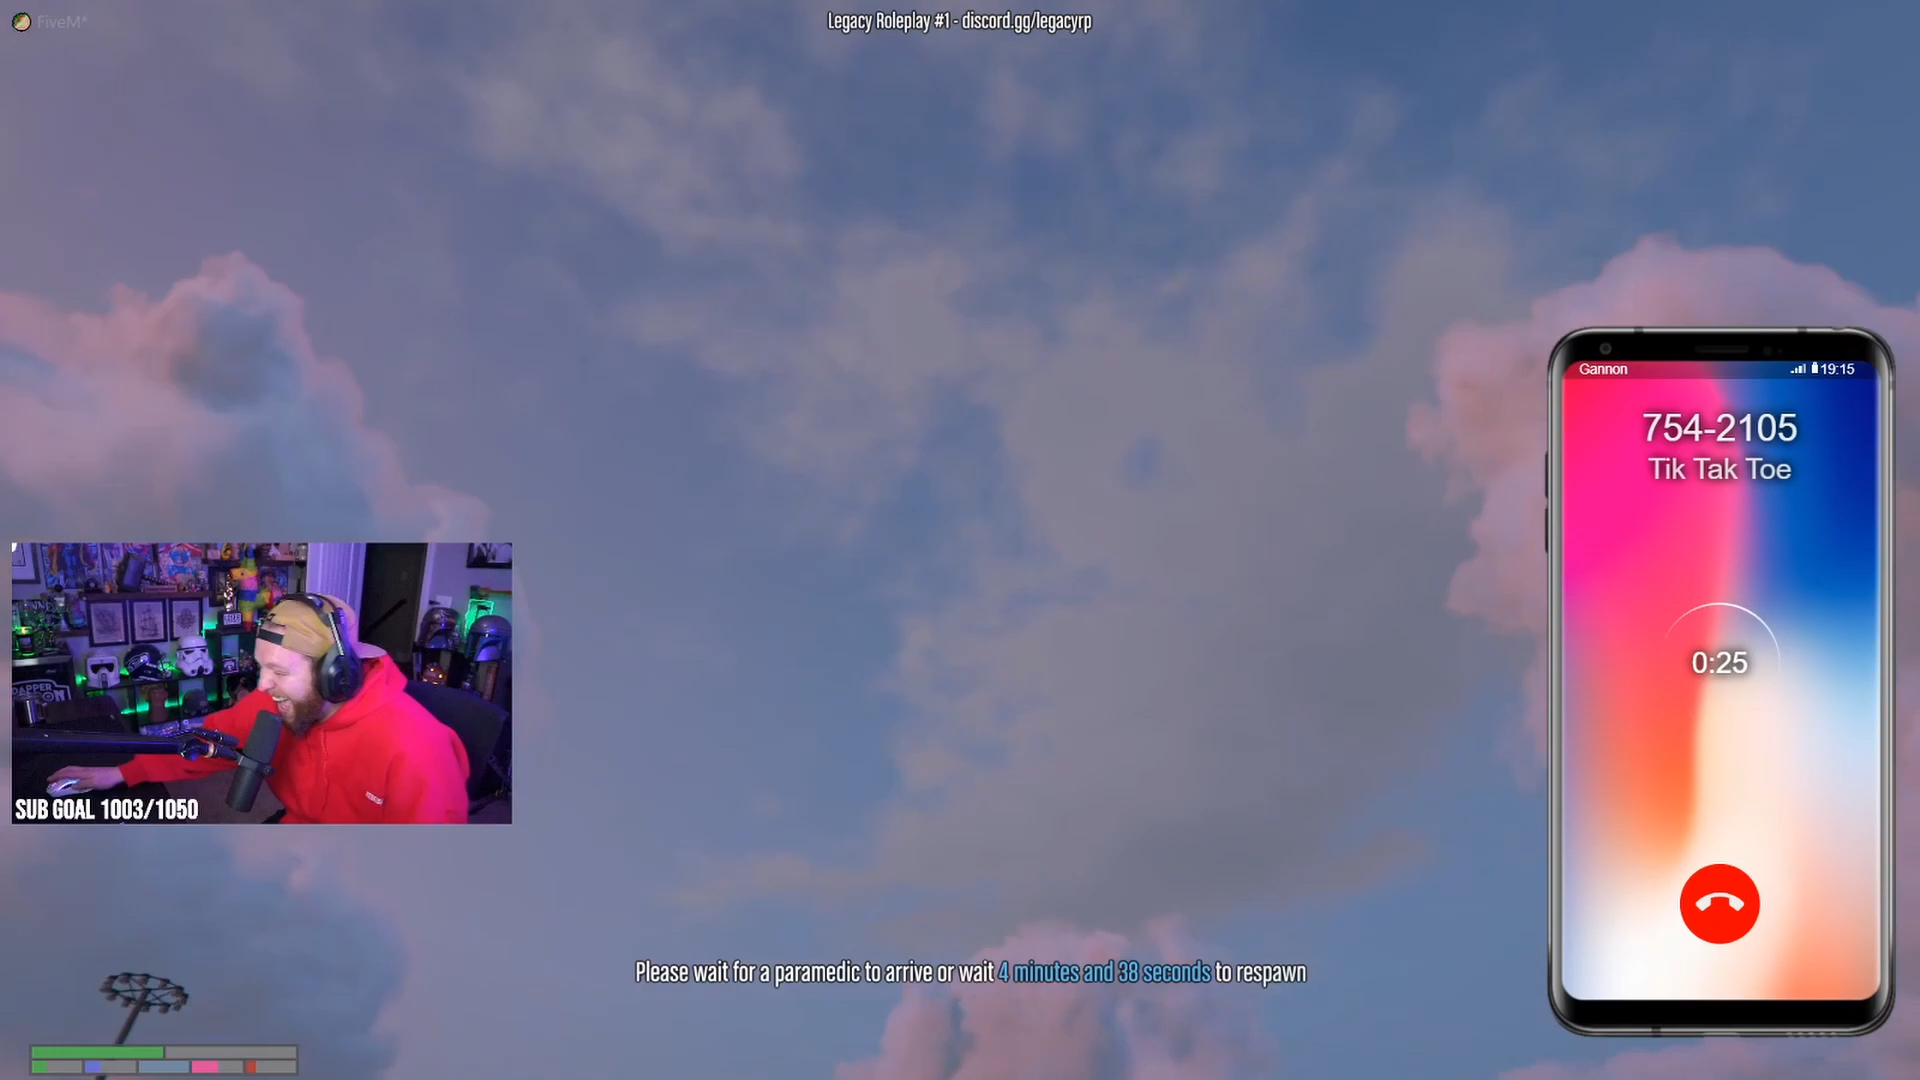 FiveM*
Legacy Roleplay #1 - discord.gg/legacyrp
Gannon
19:15
754-2105
Tik Tak Toe
0:25
SUB GOAL 1003/1050
Please wait for a paramedic to arrive or wait 4 minutes and 38 seconds to respawn